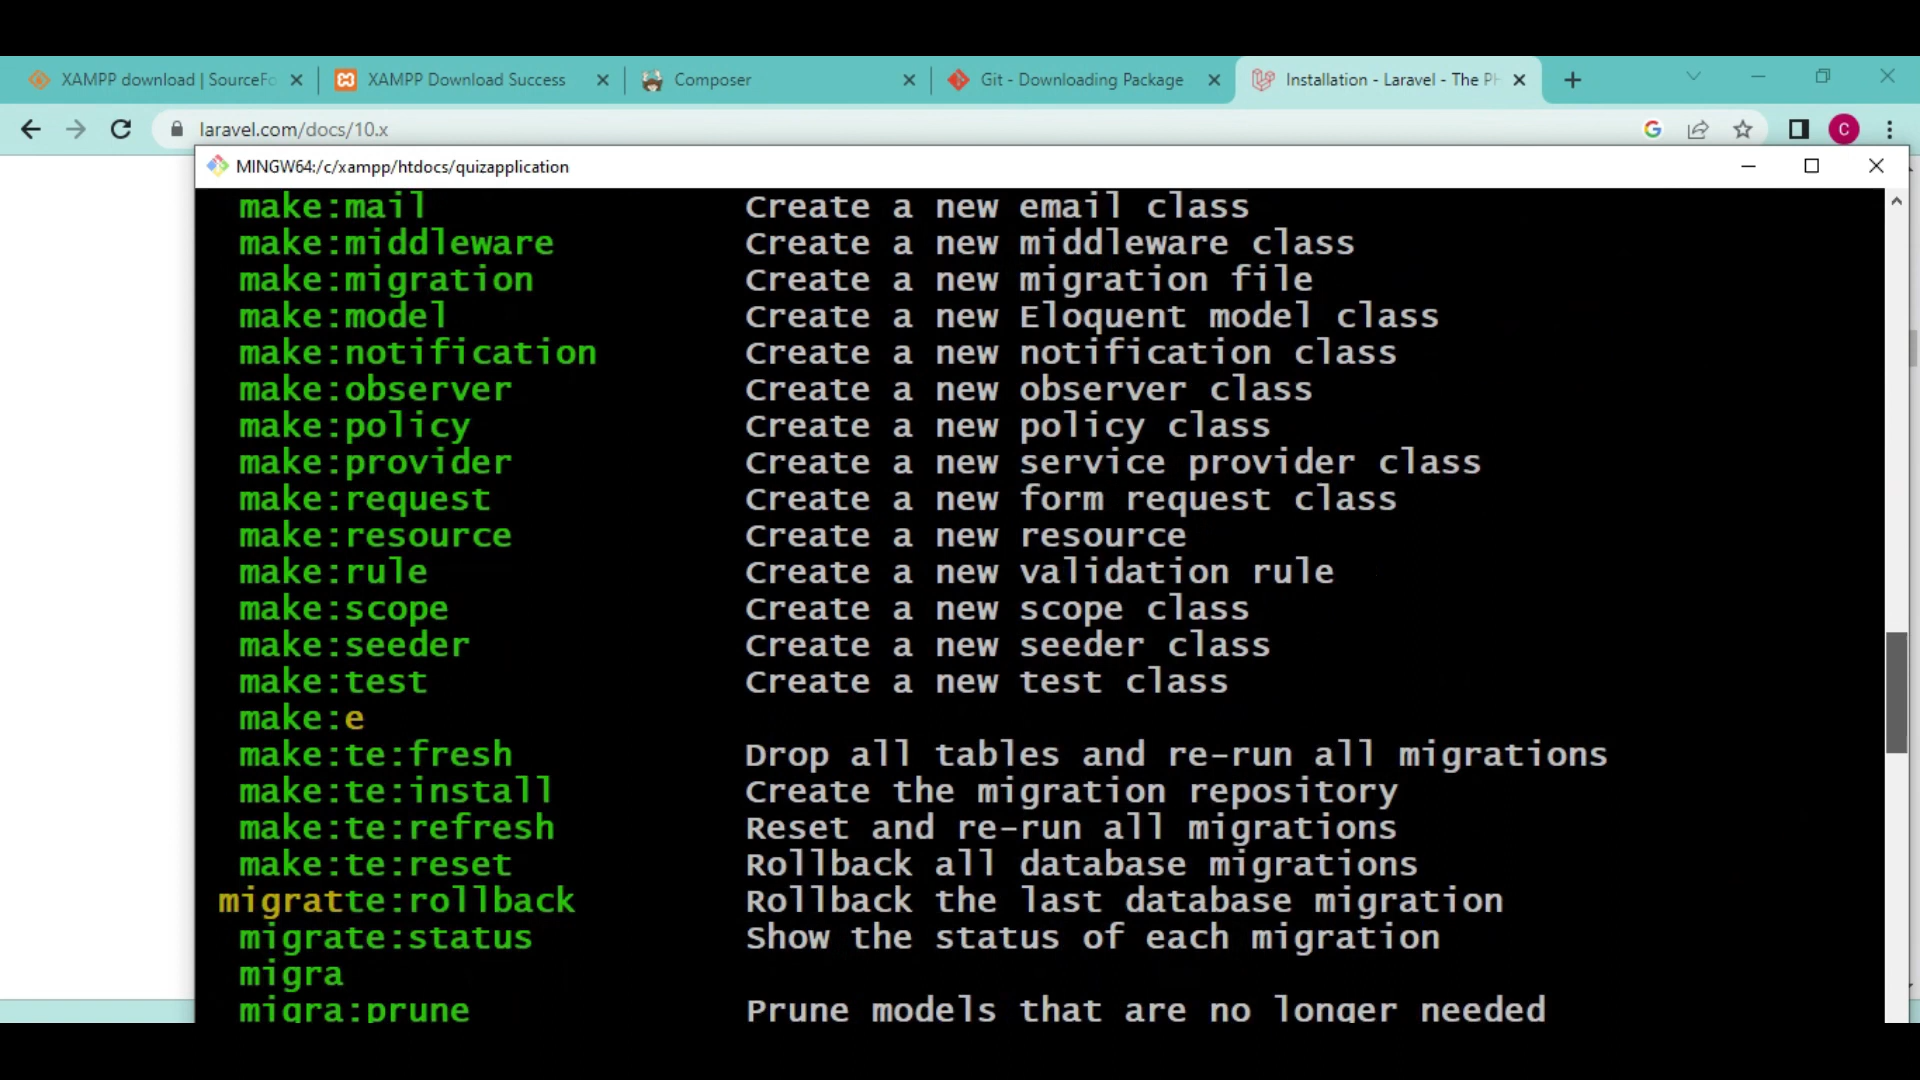 XAMPP download | SourceFo
XAMPP Download Success
Composer
Git - Downloading Package
Installation - Laravel - The PH
laravel.com/docs/10.x
C
MINGW64:/c/xampp/htdocs/quizapplication
make:mail Create a new email class
make:middleware Create a new middleware class
make:migration Create a new migration file
make:model Create a new Eloquent model class
make:notification Create a new notification class
make:observer Create a new observer class
make:policy Create a new policy class
make:provider Create a new service provider class
make:request Create a new form request class
make:resource Create a new resource
make:rule Create a new validation rule
make:scope Create a new scope class
make:seeder Create a new seeder class
make:test Create a new test class
make:e
make:te:fresh Drop all tables and re-run all migrations
make:te:install Create the migration repository
make:te:refresh Reset and re-run all migrations
make:te:reset Rollback all database migrations
migratte:rollback Rollback the last database migration
migrate:status Show the status of each migration
migra
migra:prune Prune models that are no longer needed